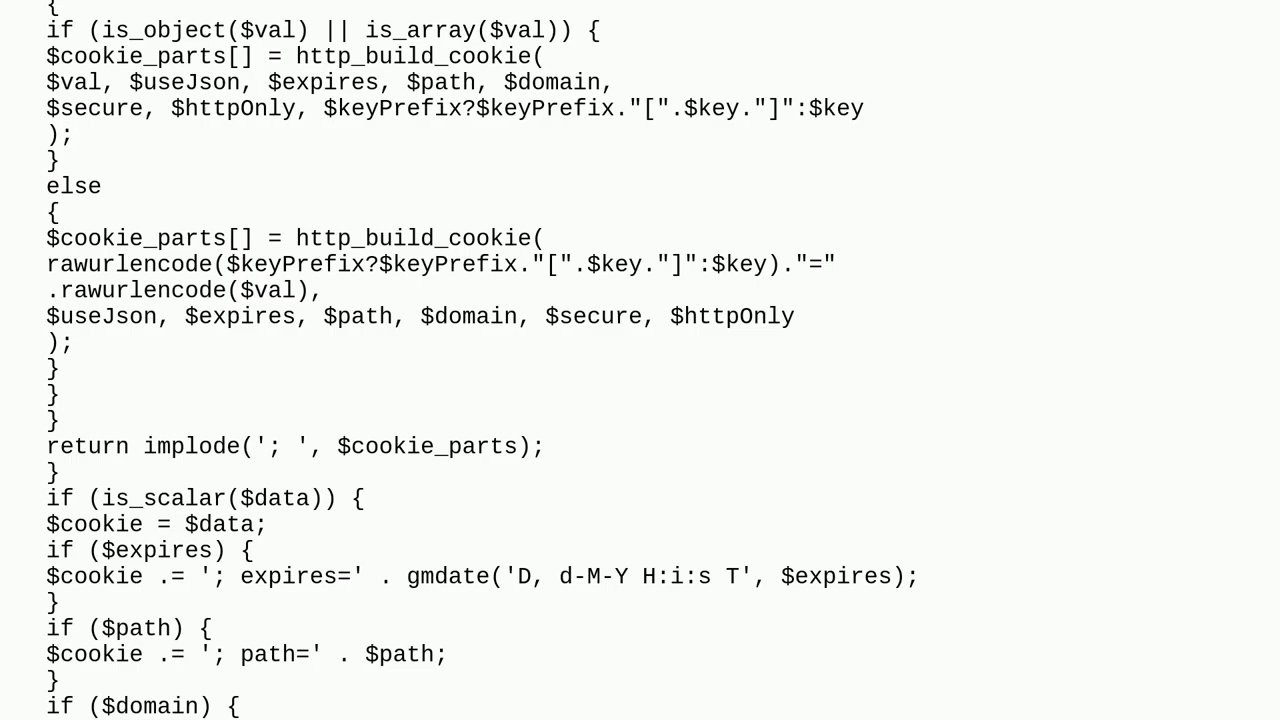 {
if (is_object($val) || is_array($val)) {
$cookie_parts[] = http_build_cookie(
$val, $useJson, $expires, $path, $domain,
$secure, $httpOnly, $keyPrefix?$keyPrefix."[".$key."]":$key
);
}
else
{
$cookie_parts[] = http_build_cookie(
rawurlencode($keyPrefix?$keyPrefix."[".$key."]":$key)."="
.rawurlencode($val),
$useJson, $expires, $path, $domain, $secure, $httpOnly
);
}
}
}
return implode('; ', $cookie_parts);
}
if (is_scalar($data)) {
$cookie = $data;
if ($expires) {
$cookie .= '; expires=' . gmdate('D, d-M-Y H:i:s T', $expires);
}
if ($path) {
$cookie .= '; path=' . $path;
}
if ($domain) {